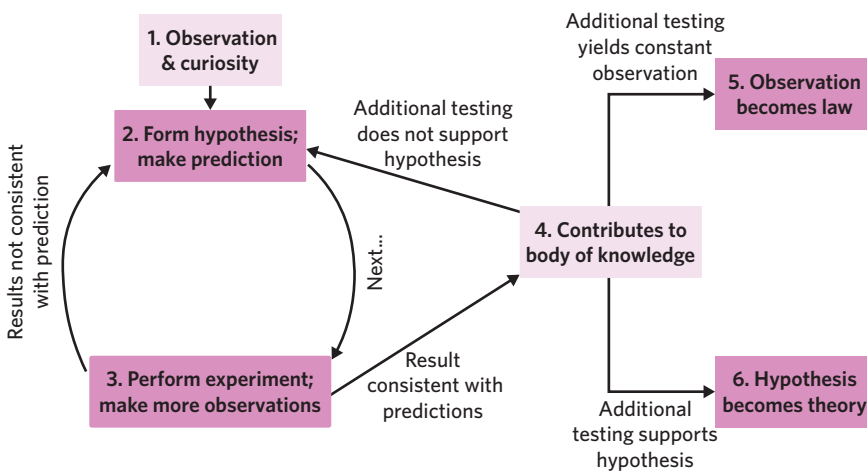 1. Observation
& curiosity
2. Form hypothesis;
make prediction
Results not consistent
with prediction
Next...
3. Perform experiment;
make more observations
Result
consistent with
predictions
Additional testing
does not support
hypothesis
4. Contributes to
body of knowledge
Additional testing
yields constant
observation
5. Observation
becomes law
Additional
testing supports
hypothesis
6. Hypothesis
becomes theory